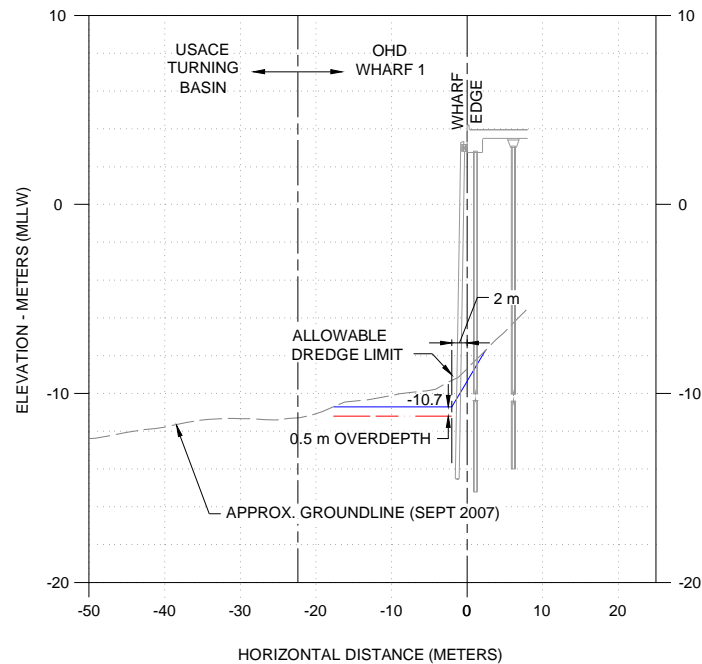 10
10
USACE
TURNING
BASIN
OHD
WHARF 1
WHARF
EDGE
0
0
2 m
ALLOWABLE
DREDGE LIMIT
-10
-10.7
-10
0.5 m OVERDEPTH
APPROX. GROUNDLINE (SEPT 2007)
-20
-20
-50
-40
-30
-20
-10
0
10
20
ELEVATION - METERS (MLLW)
HORIZONTAL DISTANCE (METERS)